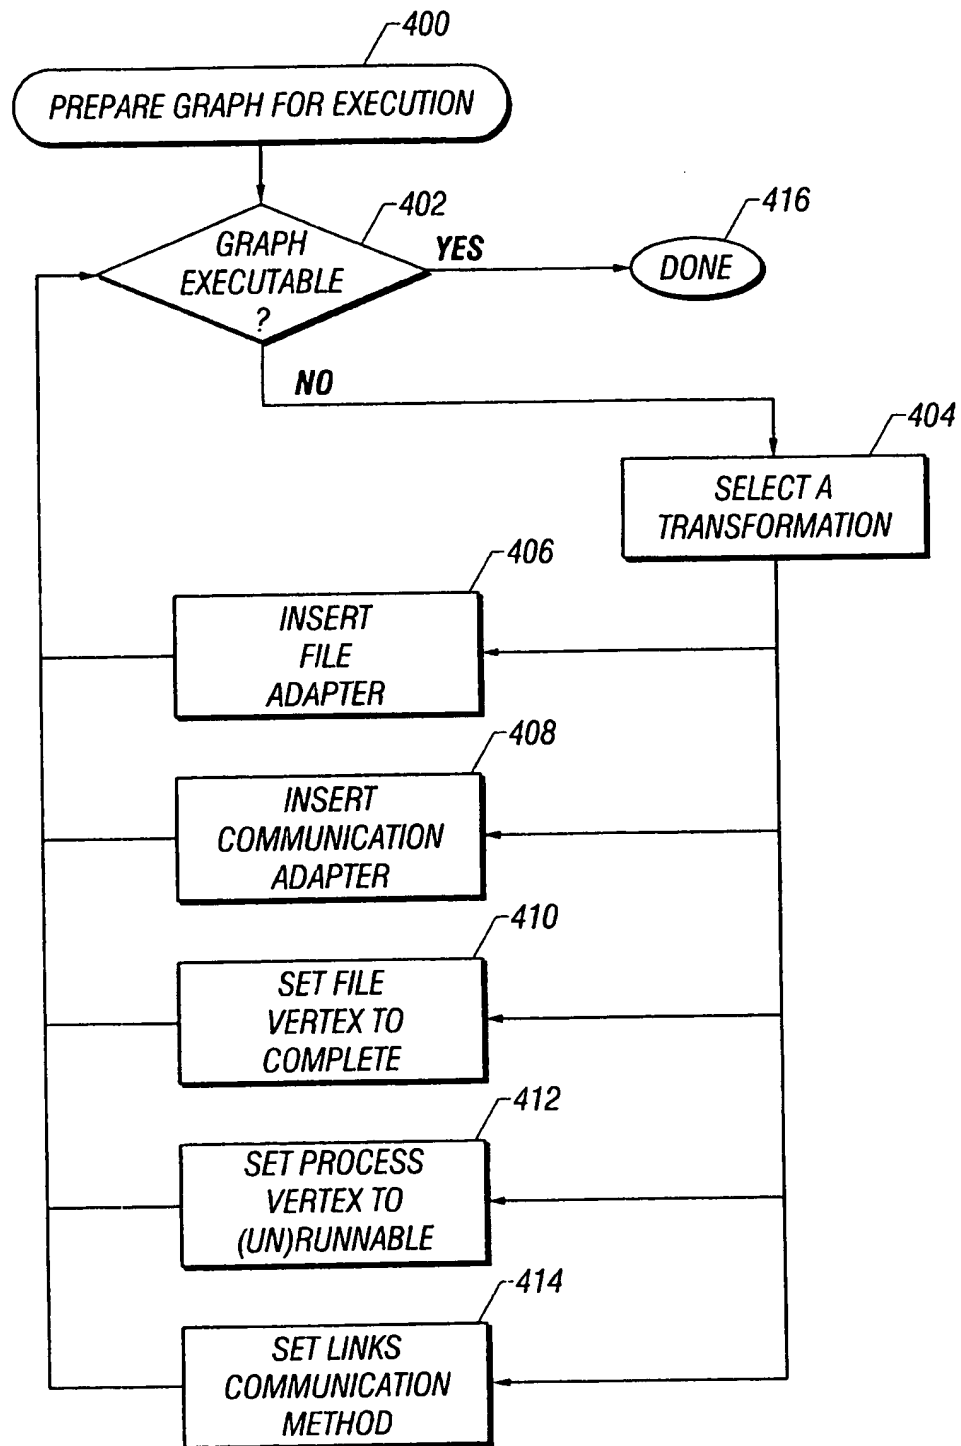 400
PREPARE GRAPH FOR EXECUTION
402
GRAPH
EXECUTABLE
?
YES
416
DONE
NO
404
SELECT A
TRANSFORMATION
406
INSERT
FILE
ADAPTER
408
INSERT
COMMUNICATION
ADAPTER
410
SET FILE
VERTEX TO
COMPLETE
412
SET PROCESS
VERTEX TO
(UN)RUNNABLE
414
SET LINKS
COMMUNICATION
METHOD